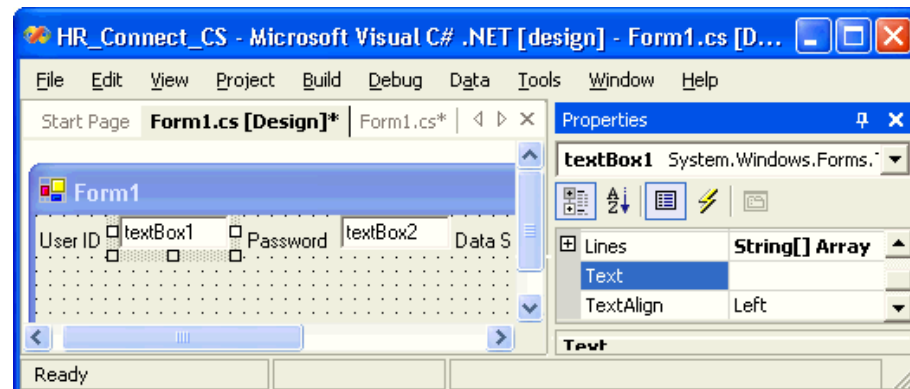 HR_Connect_CS - Microsoft Visual C# .NET [design] - Form1.cs [D...
File Edit View Project Build Debug Data Tools Window Help
Start Page Form1.cs [Design]* Form1.cs*
Properties
textBox1 System.Windows.Forms.
Form1
User ID textBox1 Password textBox2 Data S
Lines String[] Array
Text
TextAlign Left
Text
Ready